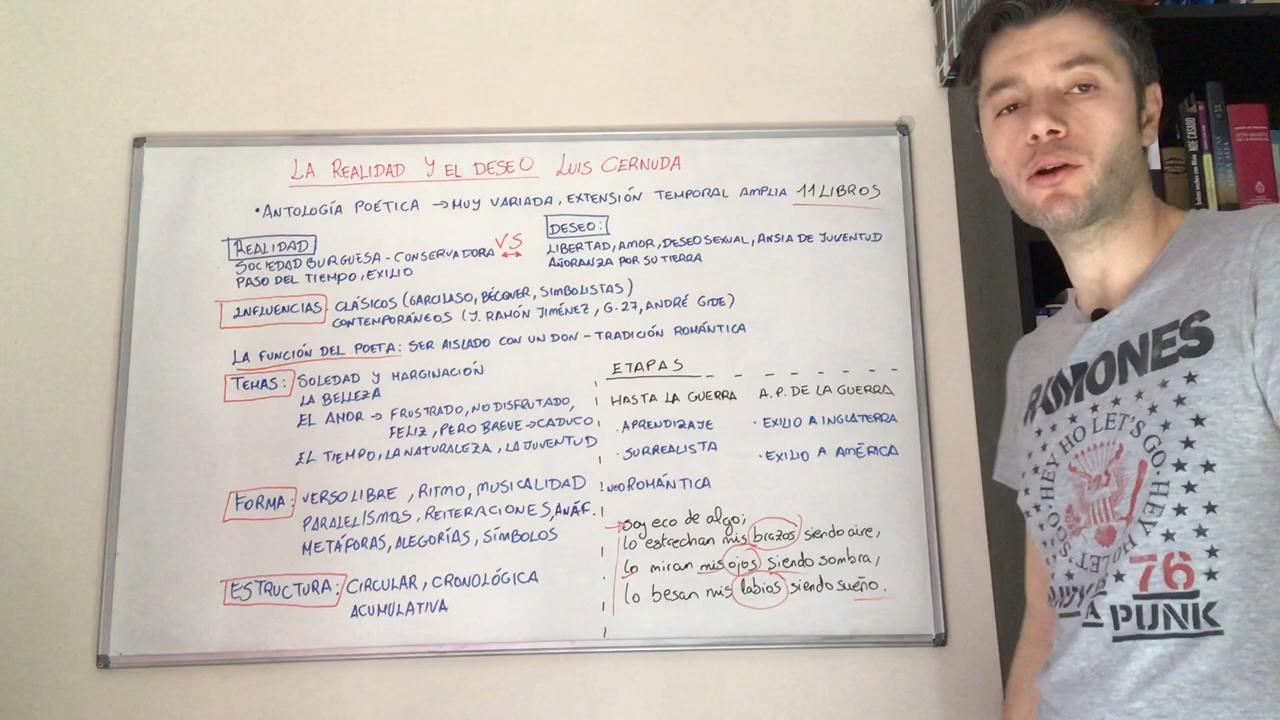 LA REALIDAD Y EL DESEO LUIS CERNUDA
• ANTOLOGÍA POÉTICA → MUY VARIADA, EXTENSIÓN TEMPORAL AMPLIA 11 LIBROS
REALIDAD
SOCIEDAD BURGUESA - CONSERVADORA
PASO DEL TIEMPO, EXILIO
VS
DESEO:
LIBERTAD, AMOR, DESEO SEXUAL, ANSIA DE JUVENTUD
AÑORANZA POR SU TIERRA
INFLUENCIAS: CLÁSICOS (GARCILASO, BÉCQUER, SIMBOLISTAS)
CONTEMPORÁNEOS (J. RAMÓN JIMÉNEZ, G. 27, ANDRÉ GIDE)
LA FUNCIÓN DEL POETA: SER AISLADO CON UN DON - TRADICIÓN ROMÁNTICA
TEMAS: SOLEDAD Y MARGINACIÓN
LA BELLEZA
EL AMOR → FRUSTRADO, NO DISFRUTADO,
FELIZ, PERO BREVE → CADUCO
EL TIEMPO, LA NATURALEZA, LA JUVENTUD
FORMA: VERSO LIBRE, RITMO, MUSICALIDAD
PARALELISMOS, REITERACIONES, ANÁF.
METÁFORAS, ALEGORÍAS, SÍMBOLOS
ESTRUCTURA: CIRCULAR, CRONOLÓGICA
ACUMULATIVA
ETAPAS
HASTA LA GUERRA
· APRENDIZAJE
· SURREALISTA
NEOROMÁNTICA
A.P. DE LA GUERRA
· EXILIO A INGLATERRA
· EXILIO A AMÉRICA
soy eco de algo;
lo estrechan mis brazos siendo aire,
lo miran mis ojos siendo sombra,
lo besan mis labios siendo sueño.
RAMONES
HEY HO LET'S GO
76
A PUNK
NOE CASADO